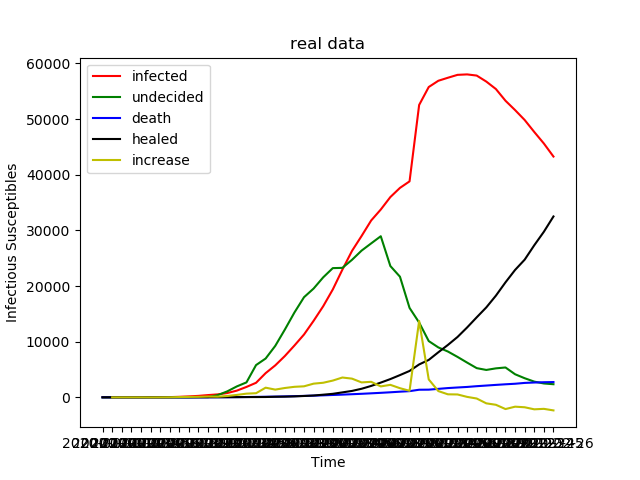 real data
infected
undecided
death
healed
increase
60000
50000
40000
30000
20000
10000
0
Infectious Susceptibles
Time